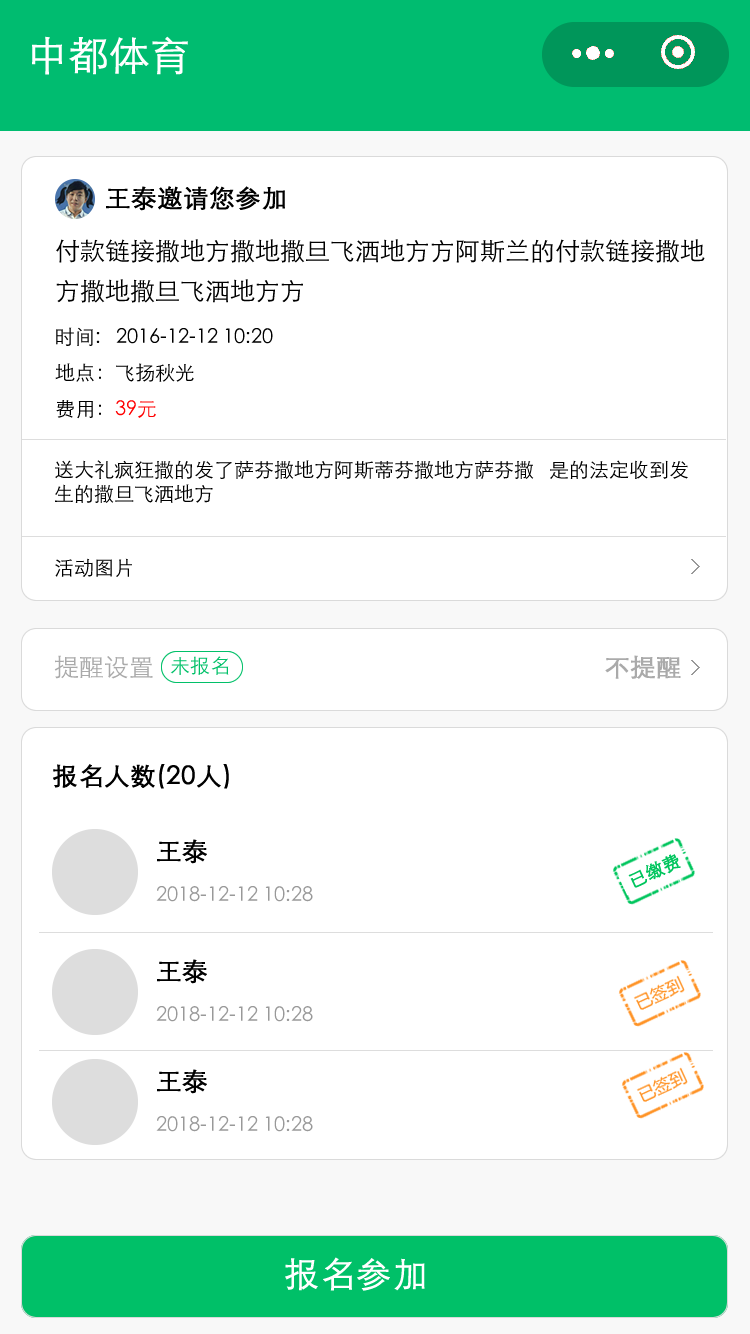 中都体育
王泰邀请您参加
付款链接撒地方撒地撒旦飞洒地方方阿斯兰的付款链接撒地
方撒地撒旦飞洒地方方
时间: 2016-12-12 10:20
地点: 飞扬秋光
费用: 39元
送大礼疯狂撒的发了萨芬撒地方阿斯蒂芬撒地方萨芬撒 是的法定收到发
生的撒旦飞洒地方
活动图片
提醒设置 未报名 不提醒
报名人数(20人)
王泰
已缴费
2018-12-12 10:28
王泰
已签到
2018-12-12 10:28
王泰
已签到
2018-12-12 10:28
报名参加